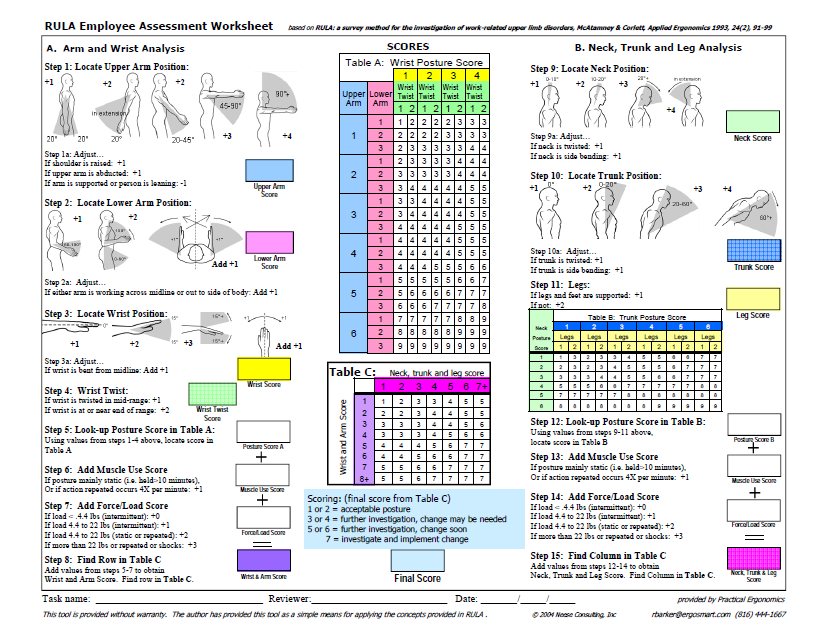 RULA Employee Assessment Worksheet
based on RULA: a survey method for the investigation of work-related upper limb disorders, McAtamney & Corlett, Applied Ergonomics 1993, 24(2), 91-99
A. Arm and Wrist Analysis
Step 1: Locate Upper Arm Position:
+1 +2 +2 +3 +4
20° 20° in extension 20° 20-45° 45-90° 90°+
Step 1a: Adjust…
If shoulder is raised: +1
If upper arm is abducted: +1
If arm is supported or person is leaning: -1
Upper Arm
Score
Step 2: Locate Lower Arm Position:
+1 +2
Add +1
Lower Arm
Score
Step 2a: Adjust…
If either arm is working across midline or out to side of body: Add +1
Step 3: Locate Wrist Position:
+1 +2 +3 Add +1
0° 15° 15° 15°+ 15°+
Step 3a: Adjust…
If wrist is bent from midline: Add +1
Wrist Score
Step 4: Wrist Twist:
If wrist is twisted in mid-range: +1
If wrist is at or near end of range: +2
Wrist Twist
Score
Step 5: Look-up Posture Score in Table A:
Using values from steps 1-4 above, locate score in
Table A
Posture Score A
+
Step 6: Add Muscle Use Score
If posture mainly static (i.e. held>10 minutes),
Or if action repeated occurs 4X per minute: +1
Muscle Use Score
+
Step 7: Add Force/Load Score
If load < .4.4 lbs (intermittent): +0
If load 4.4 to 22 lbs (intermittent): +1
If load 4.4 to 22 lbs (static or repeated): +2
If more than 22 lbs or repeated or shocks: +3
Force/Load Score
=
Step 8: Find Row in Table C
Add values from steps 5-7 to obtain
Wrist and Arm Score. Find row in Table C.
Wrist & Arm Score
SCORES
Table A: Wrist Posture Score
1 2 3 4
Upper Arm Lower Arm Wrist Twist Wrist Twist Wrist Twist Wrist Twist
1 2 1 2 1 2 1 2
1 1 1 2 2 2 2 3 3 3
2 2 2 2 2 3 3 3 3
3 2 3 3 3 3 3 4 4
2 1 2 3 3 3 3 4 4 4
2 3 3 3 3 3 4 4 4
3 3 4 4 4 4 4 5 5
3 1 3 3 4 4 4 4 5 5
2 3 4 4 4 4 4 5 5
3 4 4 4 4 4 5 5 5
4 1 4 4 4 4 4 5 5 5
2 4 4 4 4 4 5 5 5
3 4 4 4 5 5 5 6 6
5 1 5 5 5 5 5 6 6 7
2 5 6 6 6 6 7 7 7
3 6 6 6 7 7 7 7 8
6 1 7 7 7 7 7 8 8 9
2 8 8 8 8 8 9 9 9
3 9 9 9 9 9 9 9 9
Table C: Neck, trunk and leg score
1 2 3 4 5 6 7+
Wrist and Arm Score
1 1 2 3 3 4 5 5
2 2 2 3 4 4 5 5
3 3 3 3 4 4 5 6
4 3 3 3 4 5 6 6
5 4 4 4 5 6 7 7
6 4 4 5 6 6 7 7
7 5 5 6 6 7 7 7
8+ 5 5 6 7 7 7 7
Scoring: (final score from Table C)
1 or 2 = acceptable posture
3 or 4 = further investigation, change may be needed
5 or 6 = further investigation, change soon
7 = investigate and implement change
Final Score
B. Neck, Trunk and Leg Analysis
Step 9: Locate Neck Position:
+1 +2 +3 +4
0-10° 10-20° 20°+ in extension
Neck Score
Step 9a: Adjust…
If neck is twisted: +1
If neck is side bending: +1
Step 10: Locate Trunk Position:
+1 +2 +3 +4
0° 0-20° 20-60° 60°+
Step 10a: Adjust…
If trunk is twisted: +1
If trunk is side bending: +1
Trunk Score
Step 11: Legs:
If legs and feet are supported: +1
If not: +2
Leg Score
Table B: Trunk Posture Score
Neck Posture Score
1 2 3 4 5 6
Legs Legs Legs Legs Legs Legs
1 2 1 2 1 2 1 2 1 2 1 2
1 1 3 2 3 3 4 5 5 6 6 7 7
2 2 3 2 3 4 5 5 5 6 7 7 7
3 3 3 3 4 4 5 5 6 6 7 7 7
4 5 5 5 6 6 7 7 7 7 7 8 8
5 7 7 7 7 7 8 8 8 8 8 8 8
6 8 8 8 8 8 8 8 9 9 9 9 9
Step 12: Look-up Posture Score in Table B:
Using values from steps 9-11 above,
locate score in Table B
Posture Score B
+
Step 13: Add Muscle Use Score
If posture mainly static (i.e. held>10 minutes),
Or if action repeated occurs 4X per minute: +1
Muscle Use Score
+
Step 14: Add Force/Load Score
If load < .4.4 lbs (intermittent): +0
If load 4.4 to 22 lbs (intermittent): +1
If load 4.4 to 22 lbs (static or repeated): +2
If more than 22 lbs or repeated or shocks: +3
Force/Load Score
=
Step 15: Find Column in Table C
Add values from steps 12-14 to obtain
Neck, Trunk and Leg Score. Find Column in Table C.
Neck, Trunk & Leg
Score
Task name: Reviewer: Date: / /
provided by Practical Ergonomics
This tool is provided without warranty. The author has provided this tool as a simple means for applying the concepts provided in RULA .
© 2004 Neese Consulting, Inc
rbarker@ergosmart.com (816) 444-1667